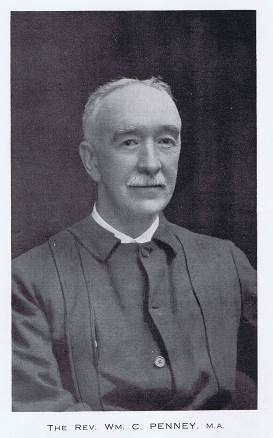 The Rev. Wm. C. PENNEY, M.A.